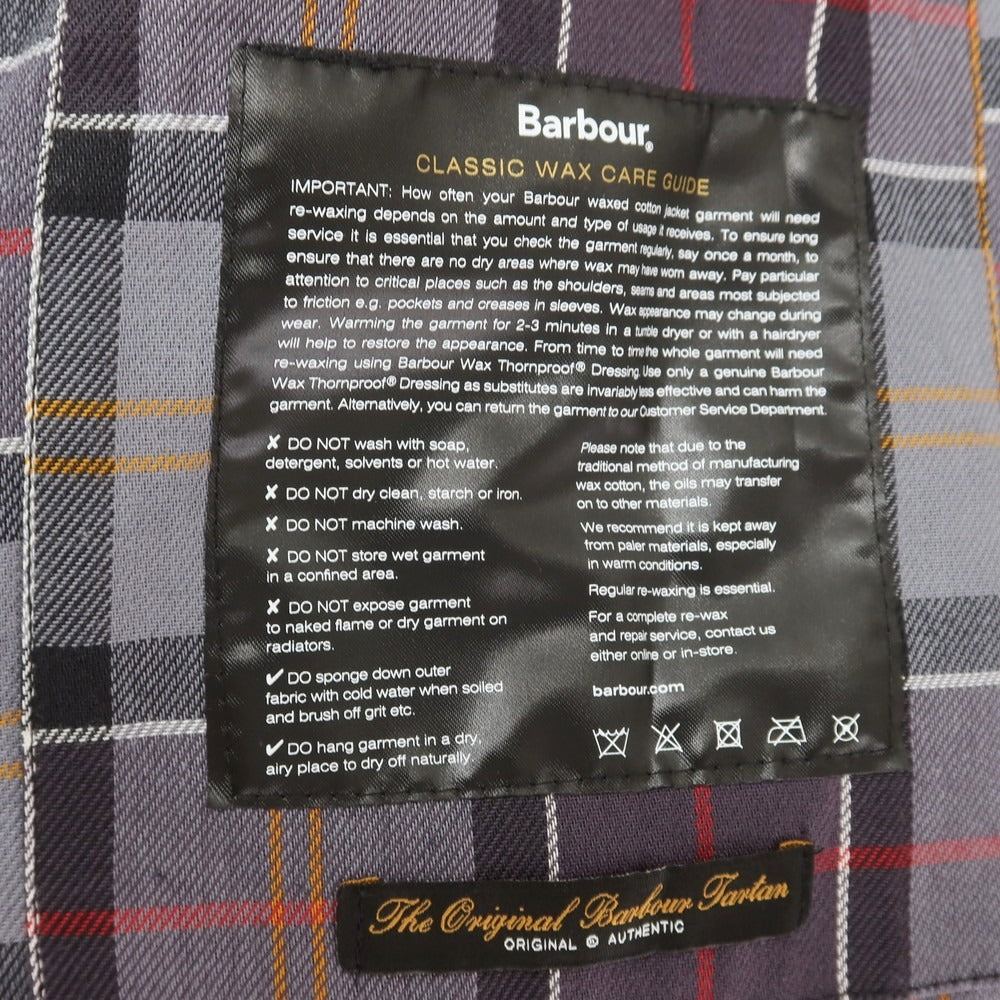 Barbour®
CLASSIC WAX CARE GUIDE
IMPORTANT: How often your Barbour waxed cotton jacket garment will need
re-waxing depends on the amount and type of usage it receives. To ensure long
service it is essential that you check the garment regularly, say once a month, to
ensure that there are no dry areas where wax may have worn away. Pay particular
attention to critical places such as the shoulders, seams and areas most subjected
to friction e.g. pockets and creases in sleeves. Wax appearance may change during
wear. Warming the garment for 2-3 minutes in a tumble dryer or with a hairdryer
will help to restore the appearance. From time to time the whole garment will need
re-waxing using Barbour Wax Thornproof® Dressing. Use only a genuine Barbour
Wax Thornproof® Dressing as substitutes are invariably less effective and can harm the
garment. Alternatively, you can return the garment to our Customer Service Department.
✘ DO NOT wash with soap,
detergent, solvents or hot water.
✘ DO NOT dry clean, starch or iron.
✘ DO NOT machine wash.
✘ DO NOT store wet garment
in a confined area.
✘ DO NOT expose garment
to naked flame or dry garment on
radiators.
✔ DO sponge down outer
fabric with cold water when soiled
and brush off grit etc.
✔ DO hang garment in a dry,
airy place to dry off naturally.
Please note that due to the
traditional method of manufacturing
wax cotton, the oils may transfer
on to other materials.
We recommend it is kept away
from paler materials, especially
in warm conditions.
Regular re-waxing is essential.
For a complete re-wax
and repair service, contact us
either online or in-store.
barbour.com
The Original Barbour Tartan
ORIGINAL ® AUTHENTIC